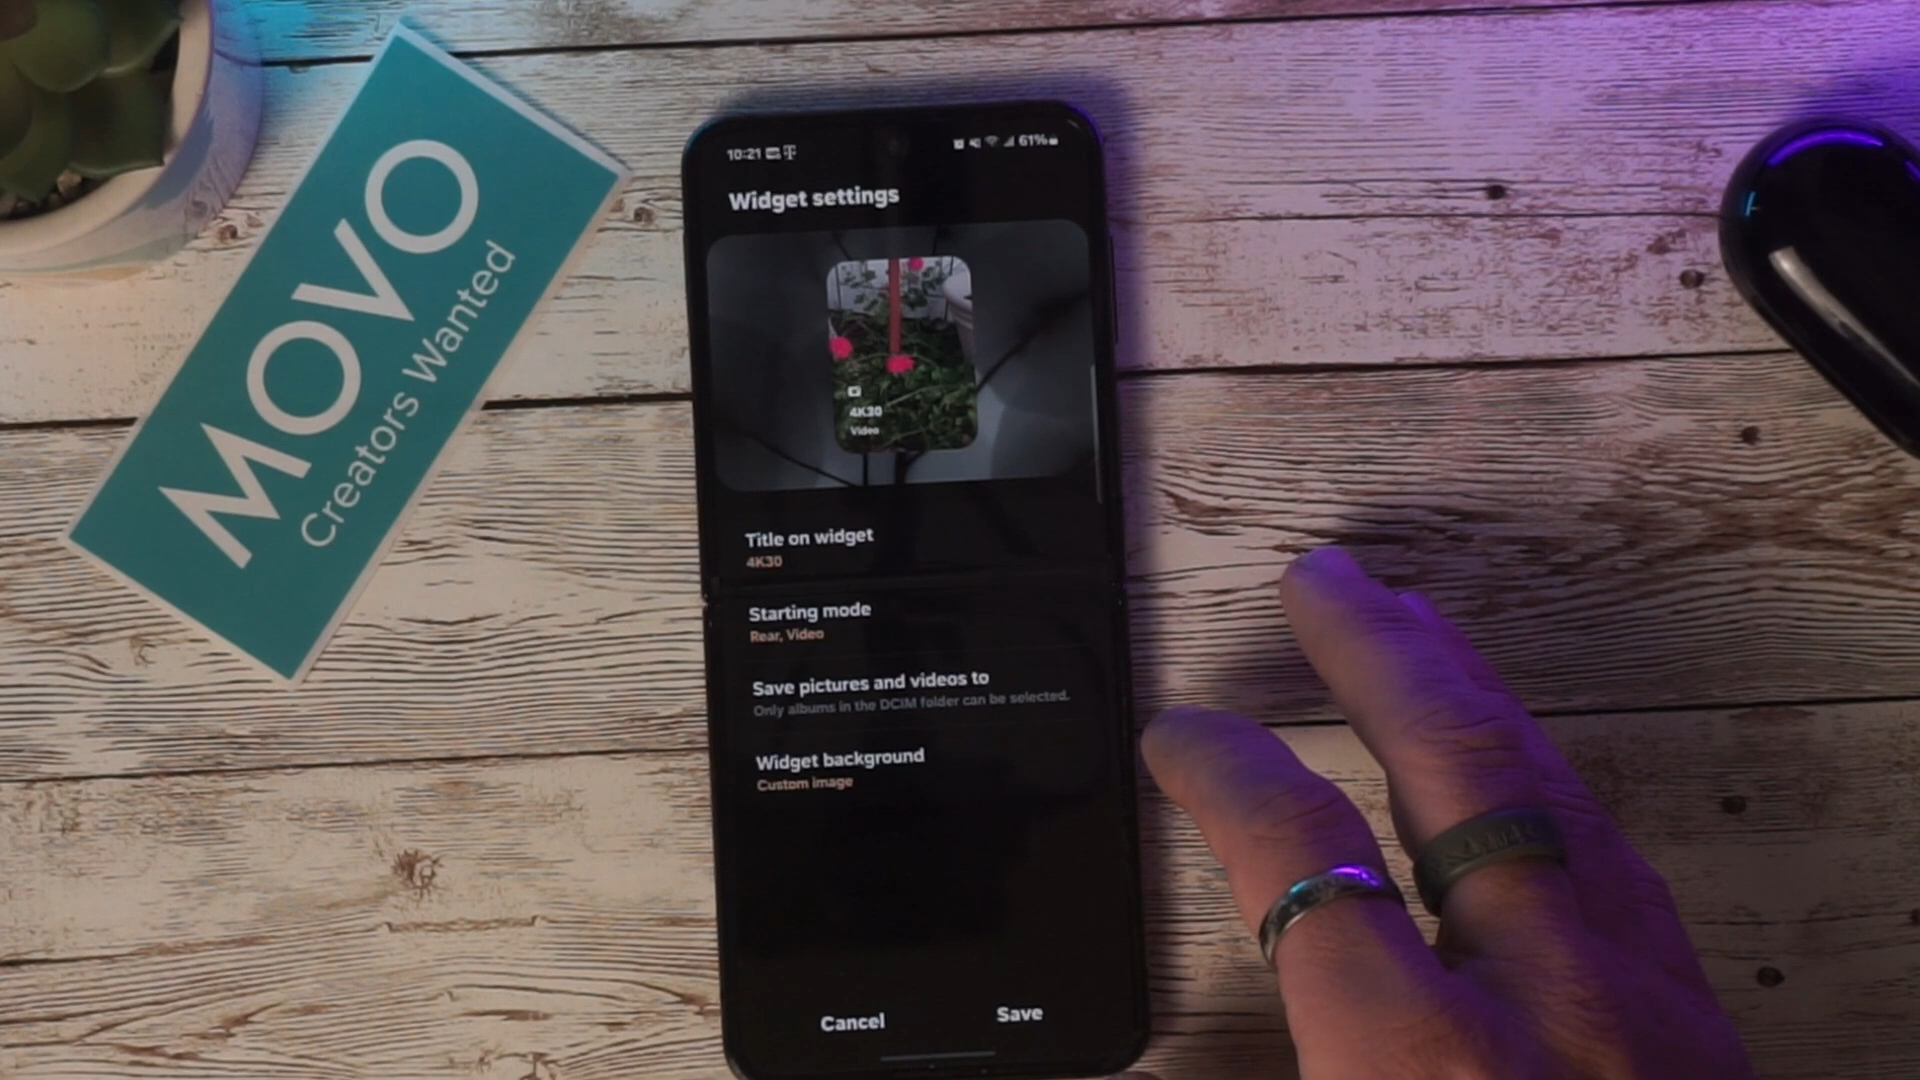 MOVO
Creators Wanted
10:21
61%
Widget settings
4K30
Video
Title on widget
4K30
Starting mode
Rear, Video
Save pictures and videos to
Only albums in the DCIM folder can be selected.
Widget background
Custom image
Cancel
Save